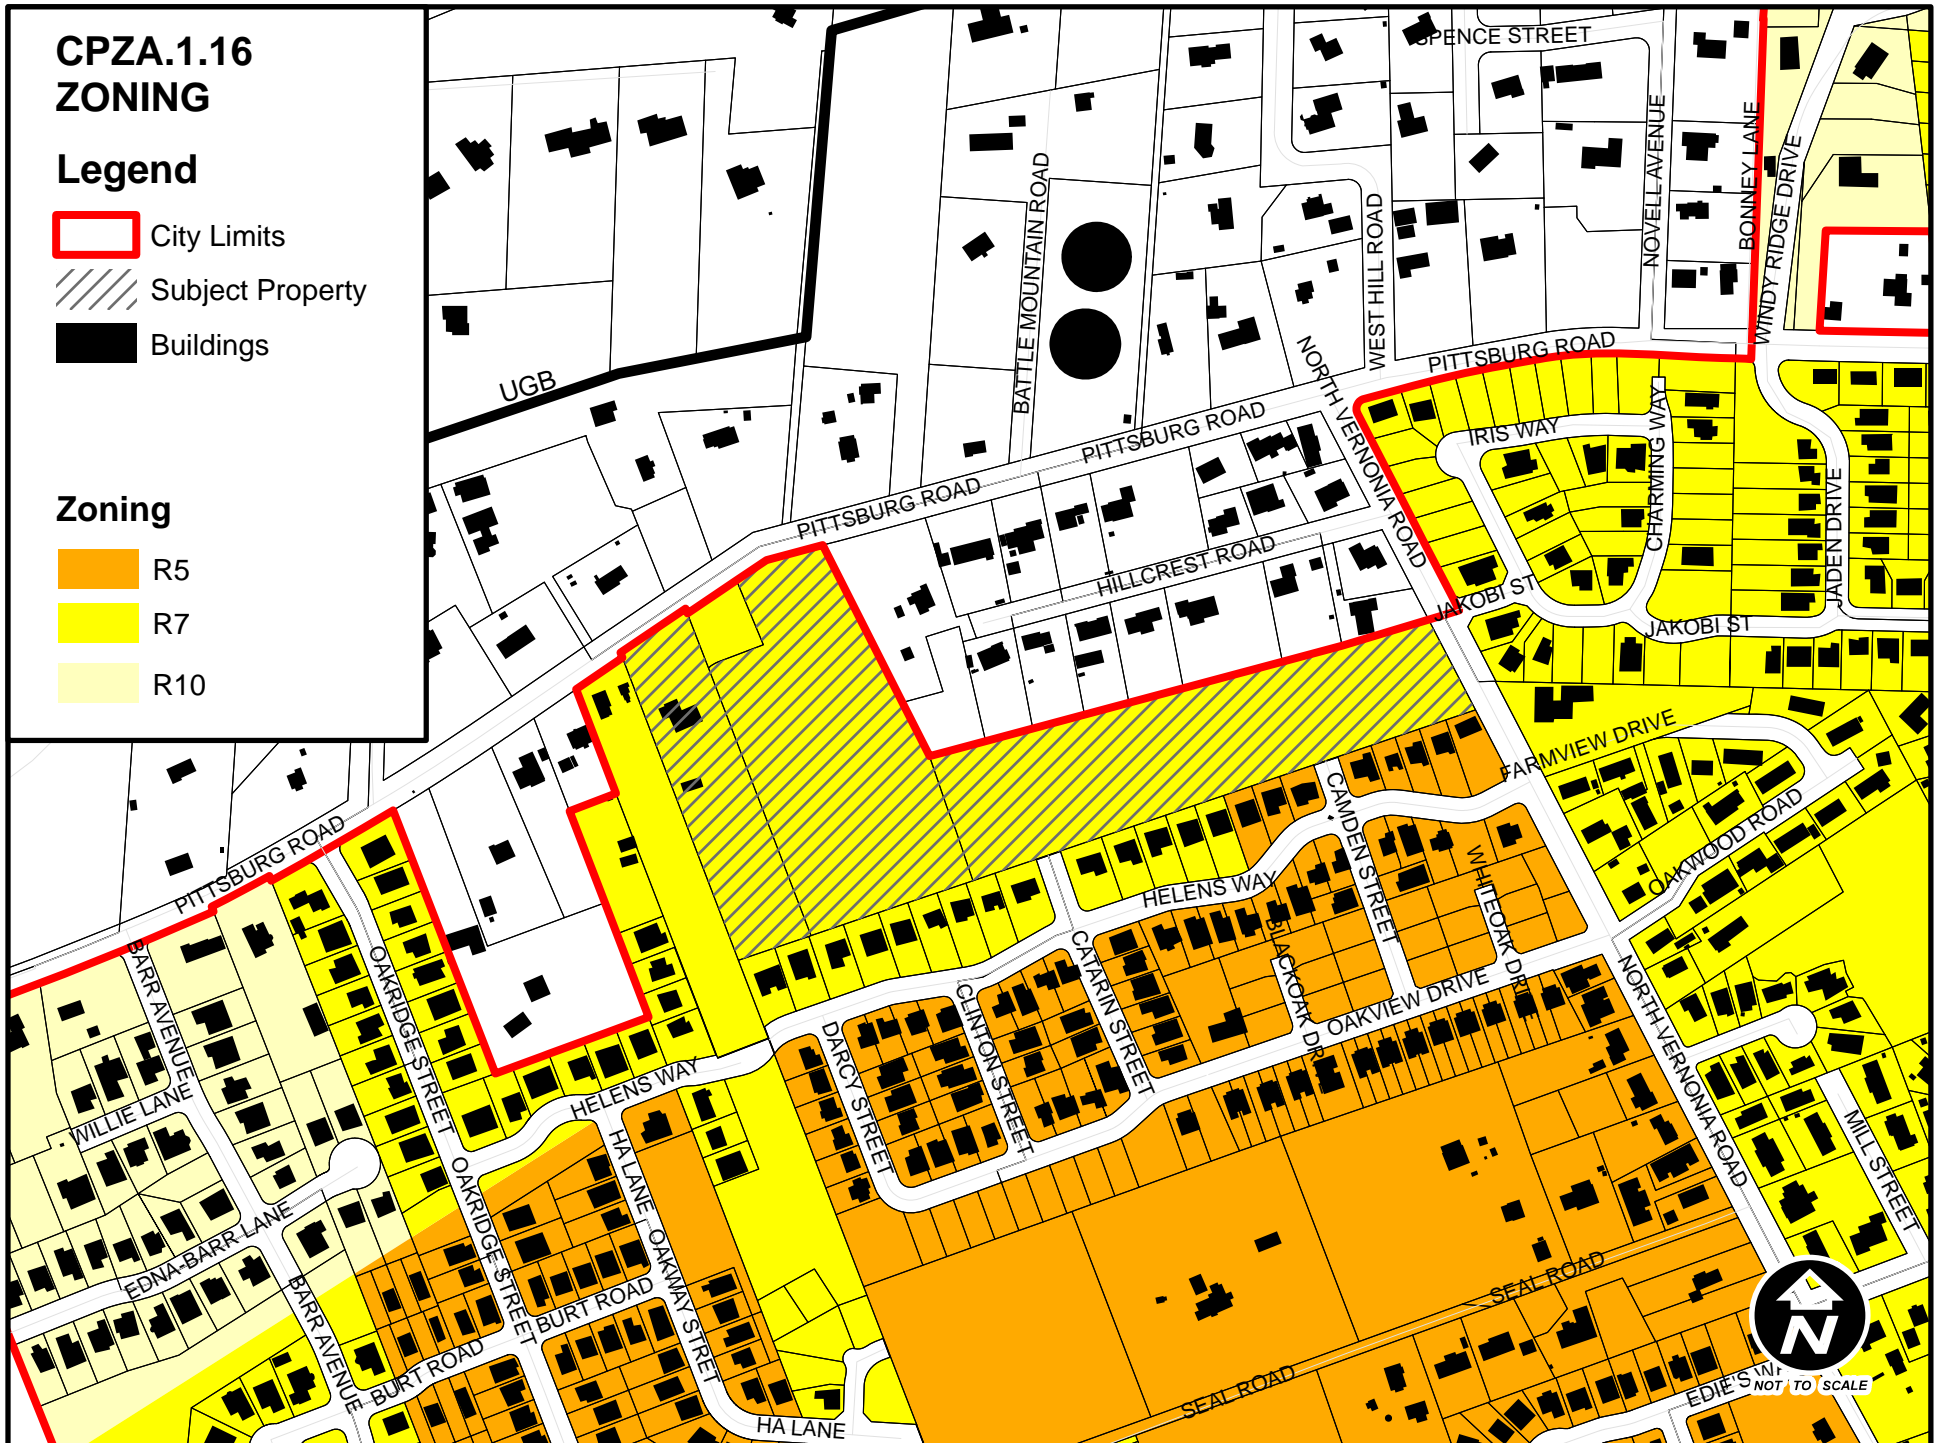 CPZA.1.16
ZONING
Legend
City Limits
Subject Property
Buildings
Zoning
R5
R7
R10
UGB
SPENCE STREET
NOVELL AVENUE
BONNEY LANE
WINDY RIDGE DRIVE
BATTLE MOUNTAIN ROAD
WEST HILL ROAD
PITTSBURG ROAD
NORTH VERNONIA ROAD
PITTSBURG ROAD
IRIS WAY
CHARMING WAY
JADEN DRIVE
PITTSBURG ROAD
HILLCREST ROAD
JAKOBI ST
JAKOBI ST
FARMVIEW DRIVE
OAKWOOD ROAD
CAMDEN STREET
HELENS WAY
WHITEOAK DRI
BLACKOAK DR
PITTSBURG ROAD
BARR AVENUE
OAKRIDGE STREET
CATARIN STREET
CLINTON STREET
DARCY STREET
OAKVIEW DRIVE
NORTH VERNONIA ROAD
HELENS WAY
WILLIE LANE
MILL STREET
HA LANE
OAKRIDGE STREET
OAKWAY STREET
EDNA-BARR LANE
BARR AVENUE
BURT ROAD
BURT ROAD
SEAL ROAD
SEAL ROAD
EDIE'S
HA LANE
N
NOT TO SCALE